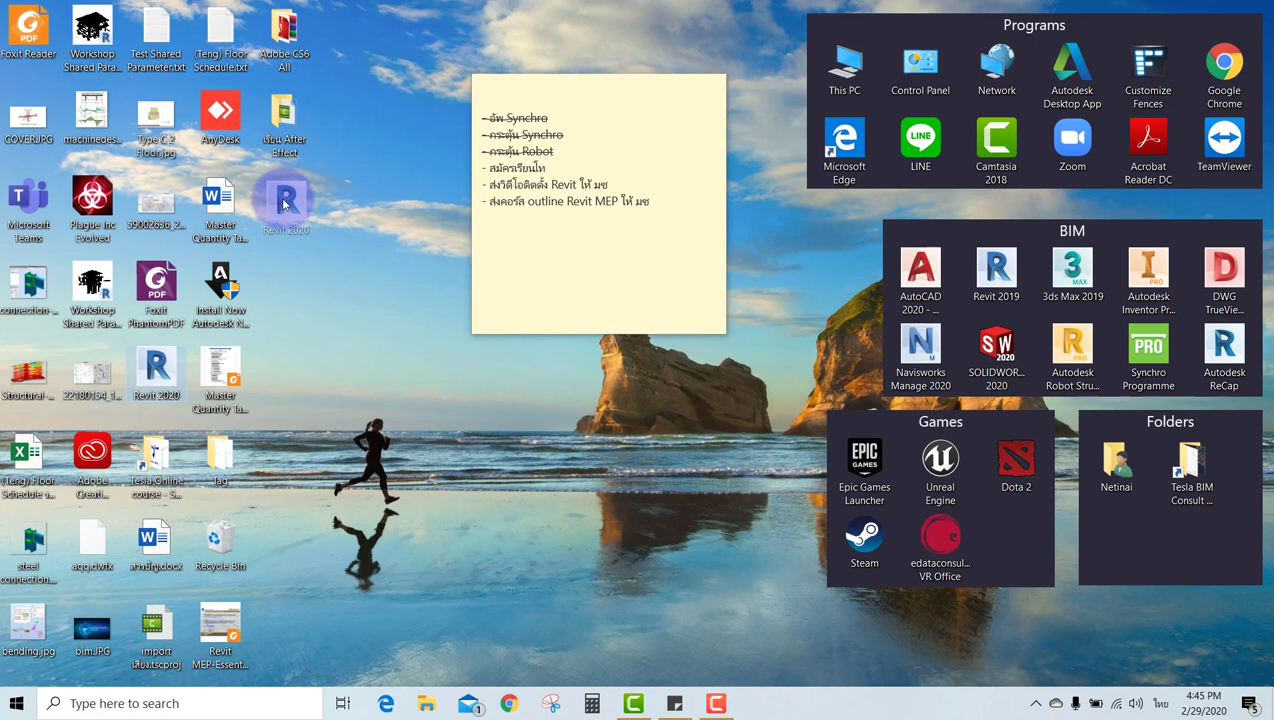 Foxit Reader
Workshop
Shared Para...
Test Shared
Parameter.txt
(Teng) Floor
Schedule.txt
Adobe CS6
All
COVER.JPG
machinedes...
Type C 2
Floor.jpg
AnyDesk
เรียน After
Effect
Microsoft
Teams
Plague Inc
Evolved
59002636_2...
Master
Quantity Ta...
Revit 2020
connection-...
Workshop
Shared Para...
Foxit
PhantomPDF
Install Now
Autodesk N...
Structural-...
22180154_1...
Revit 2020
Master
Quantity Ta...
(Teng) Floor
Schedule จ...
Adobe
Creati...
Tesla Online
course - S...
Tag
steel
connection...
aqq.dwfx
สารบัญ.docx
Recycle Bin
bending.jpg
bim.JPG
import
เสียง.tscproj
Revit
MEP-Essent...
- อัพ Synchro
- กระตุ้น Synchro
- กระตุ้น Robot
- สมัครเรียนโท
- ส่งวิดีโอติดตั้ง Revit ให้ มช
- ส่งคอร์ส outline Revit MEP ให้ มช
Programs
This PC
Control Panel
Network
Autodesk
Desktop App
Customize
Fences
Google
Chrome
Microsoft
Edge
LINE
Camtasia
2018
Zoom
Acrobat
Reader DC
TeamViewer
BIM
AutoCAD
2020 - ...
Revit 2019
3ds Max 2019
Autodesk
Inventor Pr...
DWG
TrueVie...
Navisworks
Manage 2020
SOLIDWOR...
2020
Autodesk
Robot Stru...
Synchro
Programme
Autodesk
ReCap
Games
Epic Games
Launcher
Unreal
Engine
Dota 2
Steam
edataconsul...
VR Office
Folders
Netinai
Tesla BIM
Consult ...
Type here to search
ไทย
4:45 PM
2/29/2020